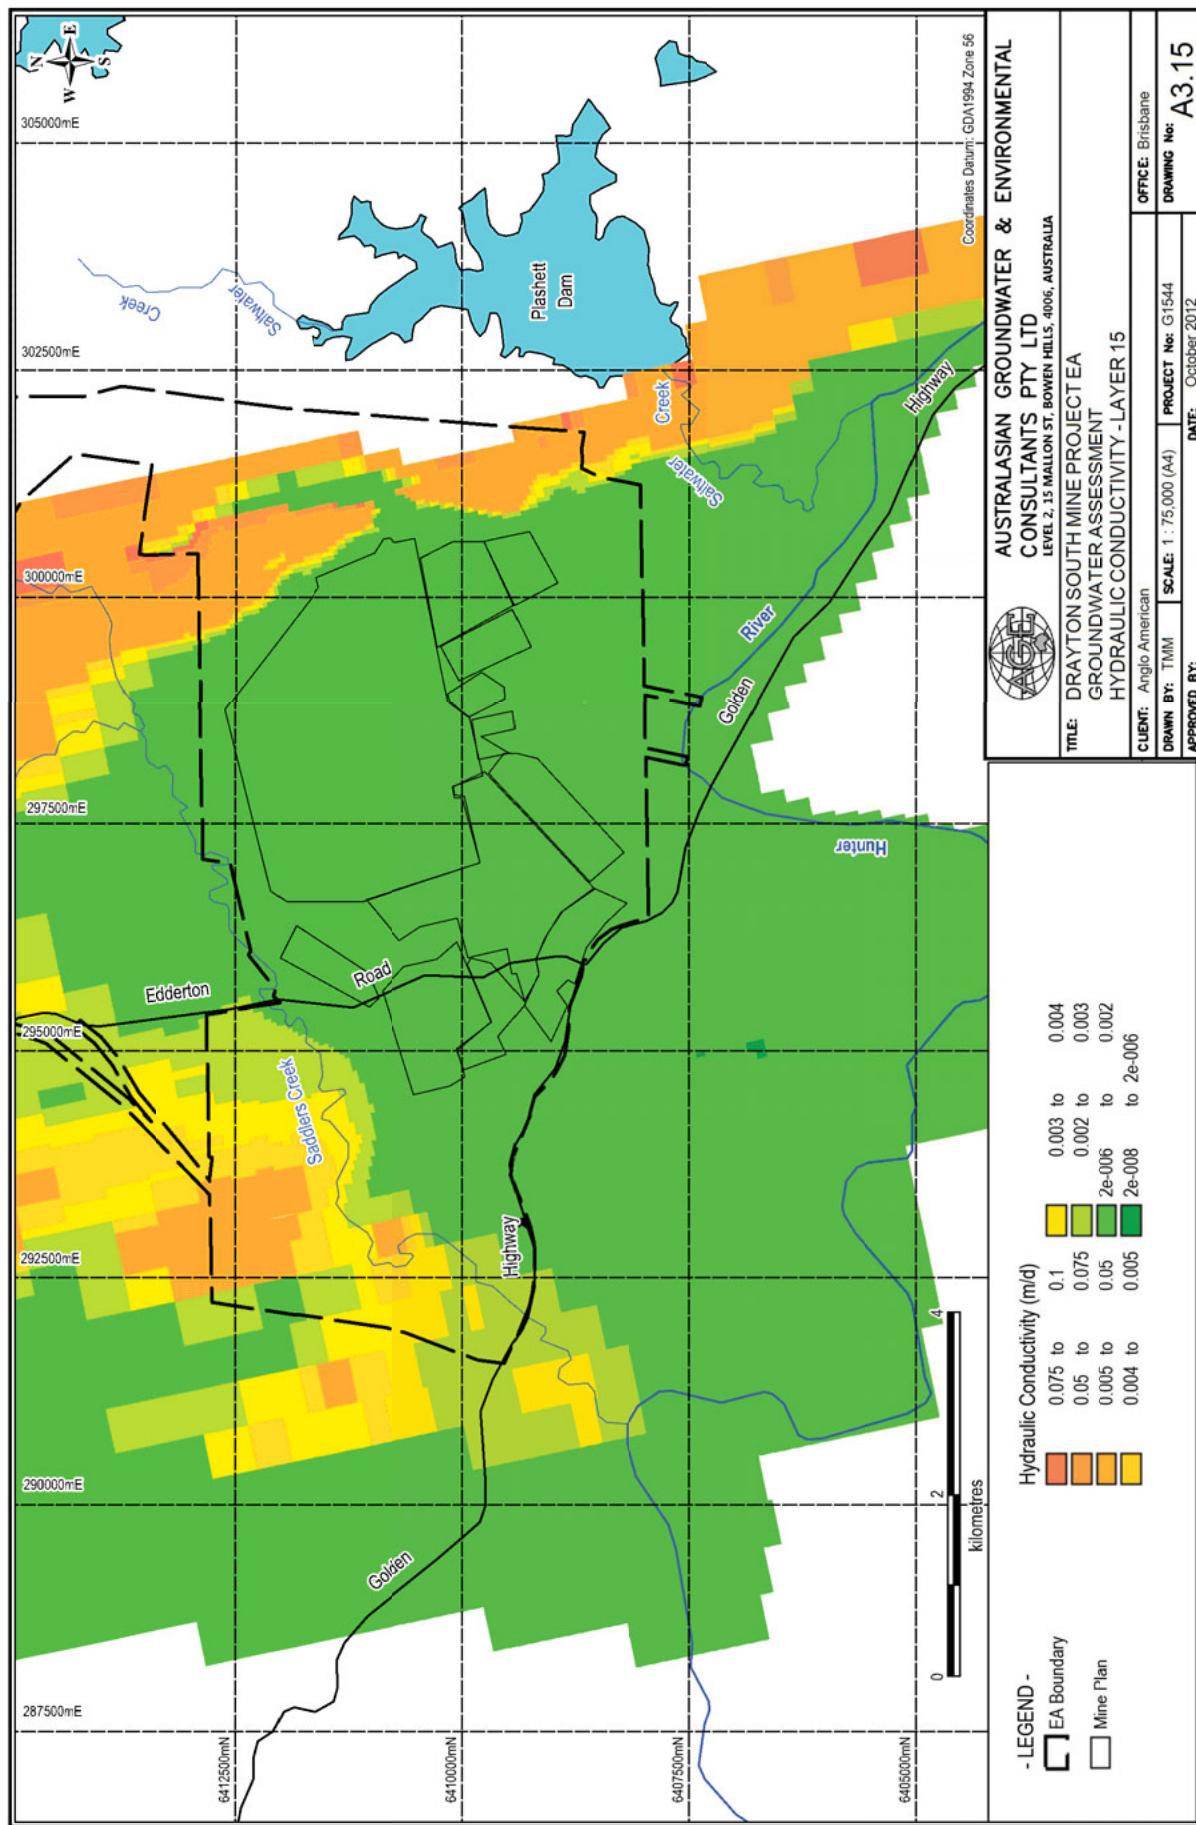 N
E
S
W
305000mE
302500mE
300000mE
297500mE
295000mE
292500mE
290000mE
287500mE
6412500mN
6410000mN
6407500mN
6405000mN
Creek
Saltwater
Plashett
Dam
Creek
Saltwater
Highway
River
Golden
Hunter
Edderton
Road
Saddlers Creek
Highway
Golden
Coordinates Datum: GDA1994 Zone 56
0
2
4
kilometres
- LEGEND -
EA Boundary
Mine Plan
Hydraulic Conductivity (m/d)
0.075 to 0.1
0.05 to 0.075
0.005 to 0.05
0.004 to 0.005
0.003 to 0.004
0.002 to 0.003
2e-006 to 0.002
2e-008 to 2e-006
AGE
AUSTRALASIAN GROUNDWATER & ENVIRONMENTAL
CONSULTANTS PTY LTD
LEVEL 2, 15 MALLON ST, BOWEN HILLS, 4006, AUSTRALIA
TITLE: DRAYTON SOUTH MINE PROJECT EA
GROUNDWATER ASSESSMENT
HYDRAULIC CONDUCTIVITY - LAYER 15
CLIENT: Anglo American
OFFICE: Brisbane
DRAWN BY: TMM
SCALE: 1 : 75,000 (A4)
PROJECT No: G1544
DRAWING No:
A3.15
APPROVED BY:
DATE: October 2012